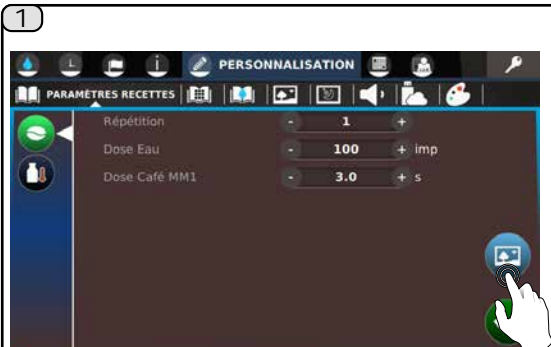 1
PERSONNALISATION
PARAMÈTRES RECETTES
Répétition - 1 +
Dose Eau - 100 + imp
Dose Café MM1 - 3.0 + s